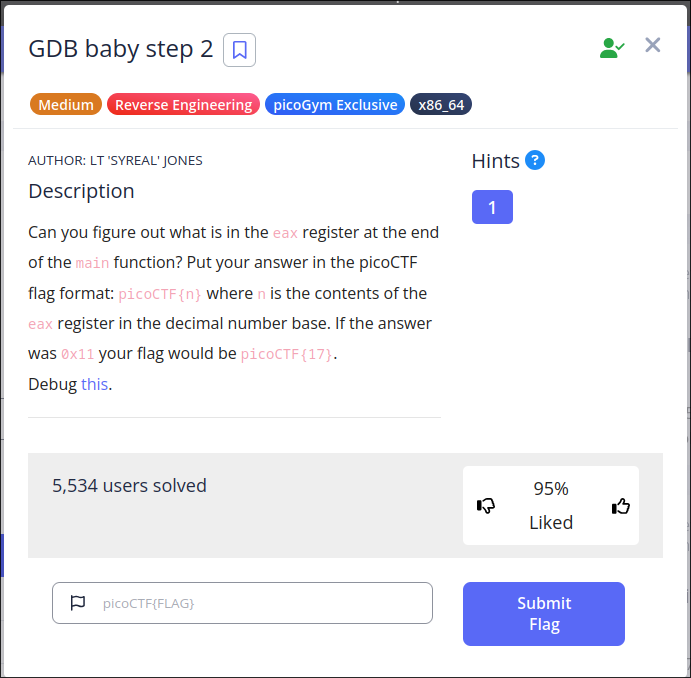 GDB baby step 2
Medium Reverse Engineering picoGym Exclusive x86_64
AUTHOR: LT 'SYREAL' JONES
Description
Can you figure out what is in the eax register at the end
of the main function? Put your answer in the picoCTF
flag format: picoCTF{n} where n is the contents of the
eax register in the decimal number base. If the answer
was 0x11 your flag would be picoCTF{17}.
Debug this.
Hints ?
1
5,534 users solved
95%
Liked
picoCTF{FLAG}
Submit
Flag